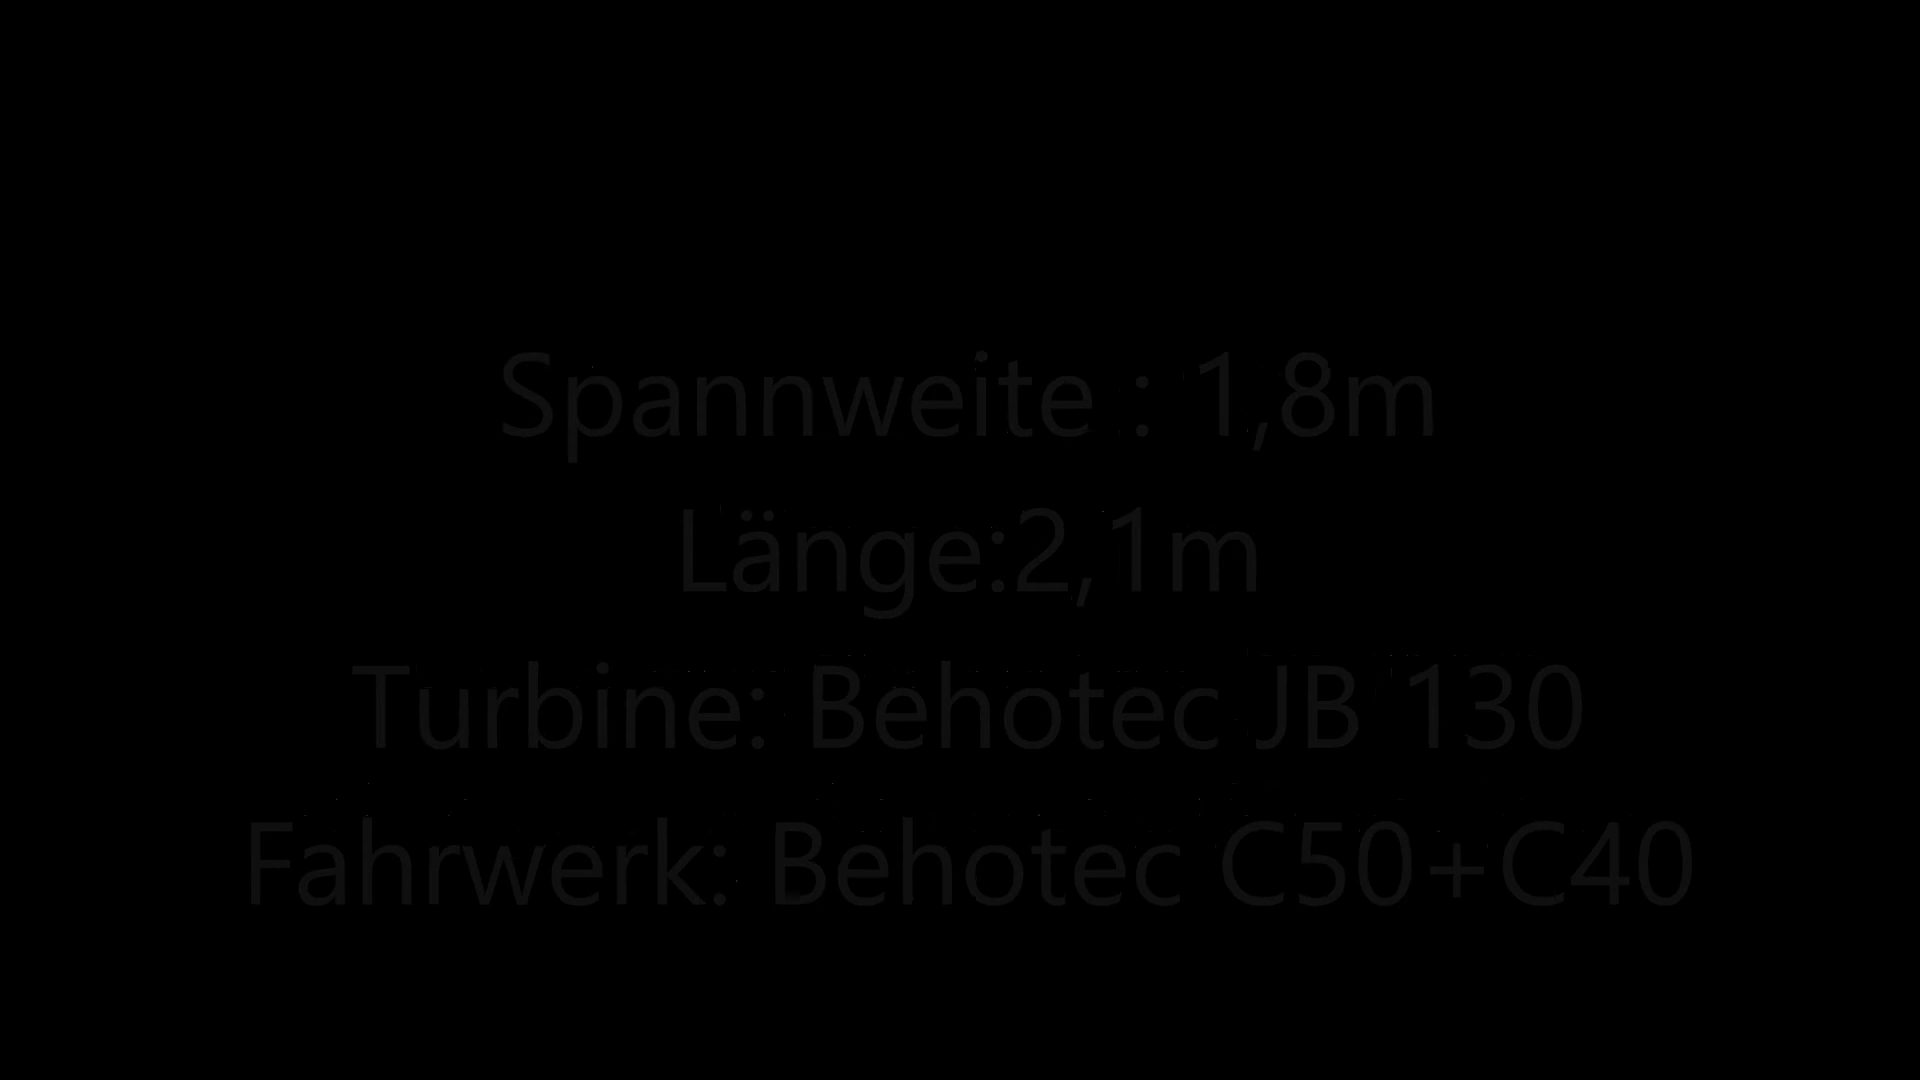 Spannweite : 1,8m
Länge:2,1m
Turbine: Behotec JB 130
Fahrwerk: Behotec C50+C40